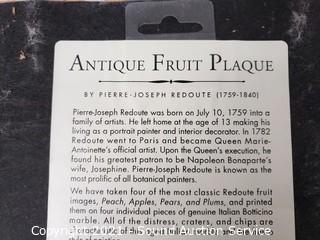 ANTIQUE FRUIT PLAQUE
BY PIERRE-JOSEPH REDOUTE (1759-1840)
Pierre-Joseph Redoute was born on July 10, 1759 into a
family of artists. He left home at the age of 13 making his
living as a portrait painter and interior decorator. In 1782
Redoute went to Paris and became Queen Marie-
Antoinette's official artist. Upon the Queen's execution, he
found his greatest patron to be Napoleon Bonaparte's
wife, Josephine. Pierre-Joseph Redoute is known as the
most prolific of all botanical painters.
We have taken four of the most classic Redoute fruit
images, Peach, Apples, Pears, and Plums, and printed
them on four individual pieces of genuine Italian Botticino
marble. All of the distress, craters, and chips are
Sound Auction Service